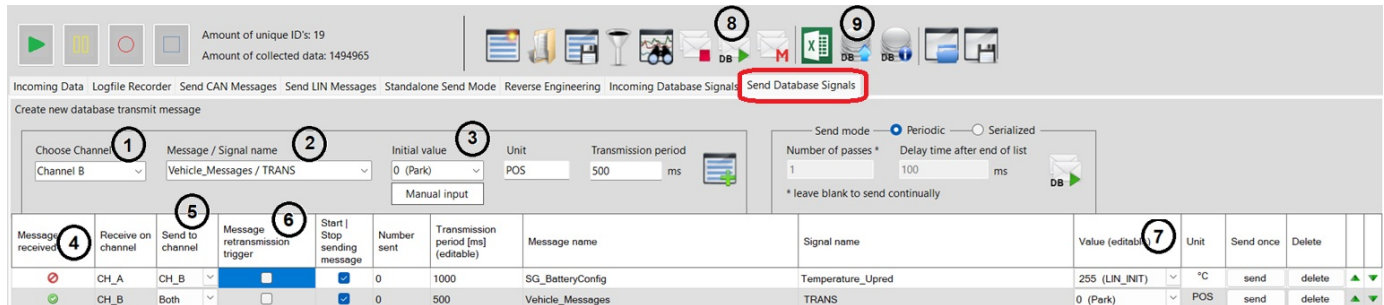 Amount of unique ID's: 19
Amount of collected data: 1494965
8
9
DB
M
X
DB
DB
Incoming Data Logfile Recorder Send CAN Messages Send LIN Messages Standalone Send Mode Reverse Engineering Incoming Database Signals Send Database Signals
Create new database transmit message
Choose Channel 1 Message / Signal name 2 Initial value 3 Unit Transmission period
Channel B Vehicle_Messages / TRANS 0 (Park) POS 500 ms
Manual input
Send mode Periodic Serialized
Number of passes * Delay time after end of list
1 100 ms
DB
* leave blank to send continually
Message received 4 Receive on channel Send to channel 5 Message retransmission trigger 6 Start | Stop sending message Number sent Transmission period [ms] (editable) Message name Signal name Value (editable) 7 Unit Send once Delete
CH_A CH_B 0 1000 SG_BatteryConfig Temperature_Upred 255 (LIN_INIT) °C send delete
CH_B Both 0 500 Vehicle_Messages TRANS 0 (Park) POS send delete